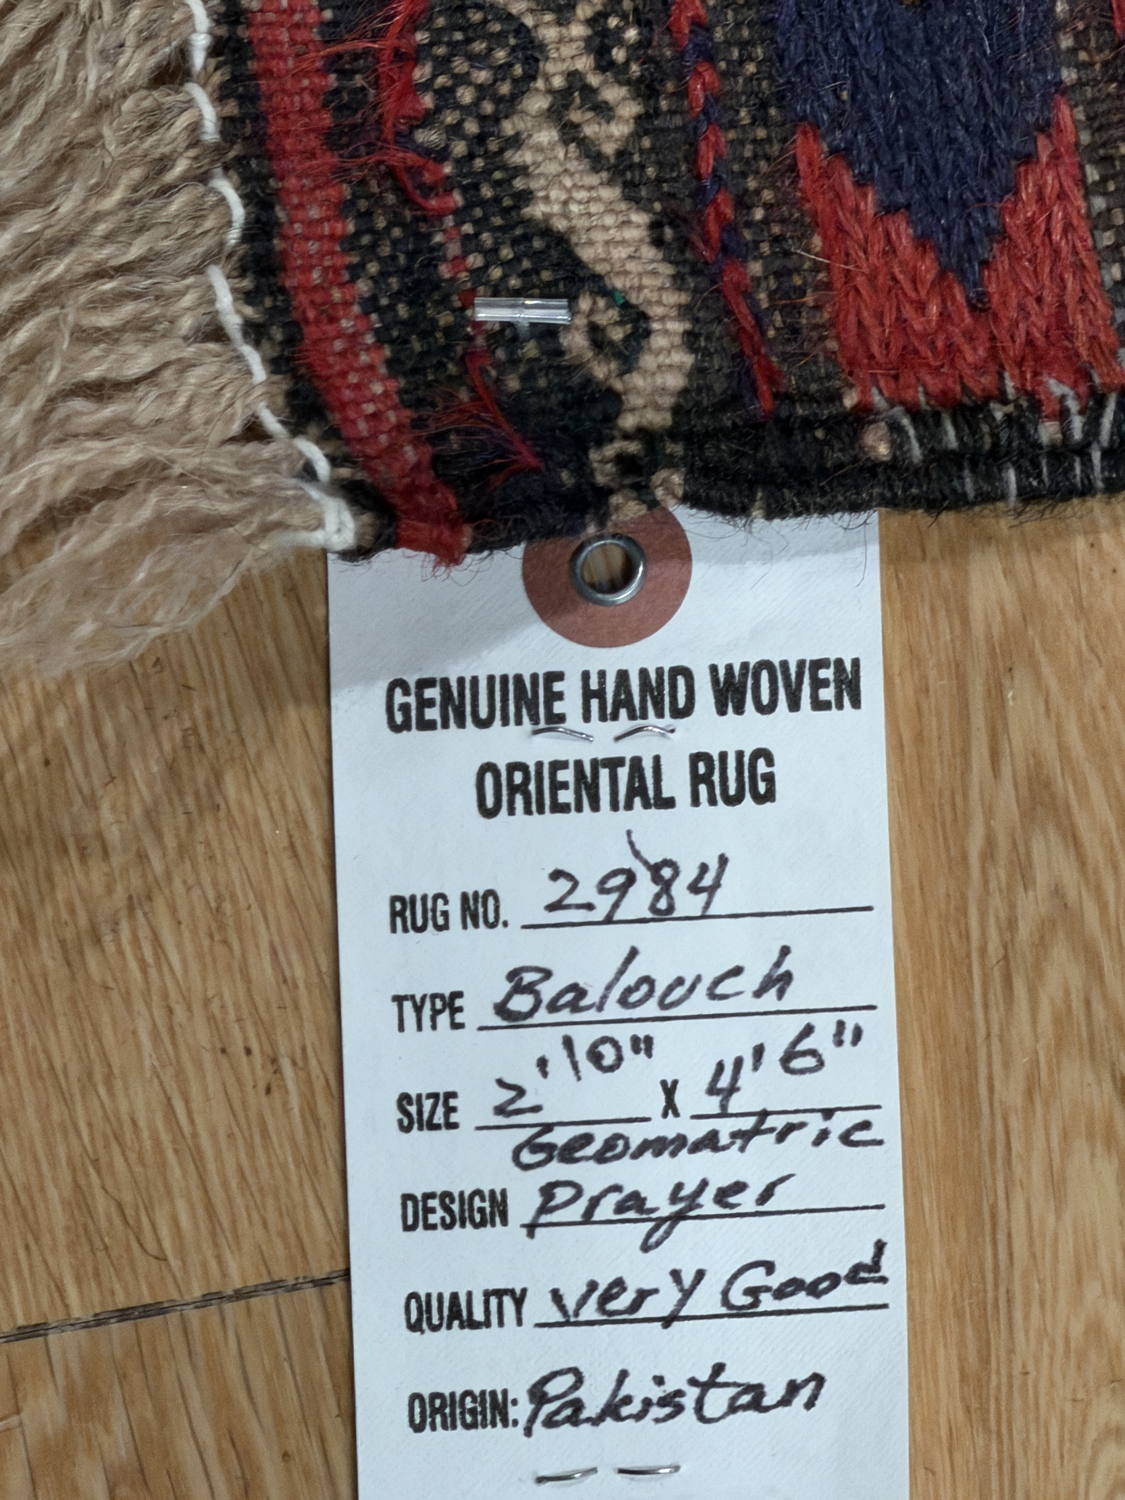 GENUINE HAND WOVEN
ORIENTAL RUG
RUG NO. 2984
TYPE Balouch
SIZE 2'10" X 4'6"
Geomatric
DESIGN Prayer
QUALITY Very Good
ORIGIN: Pakistan